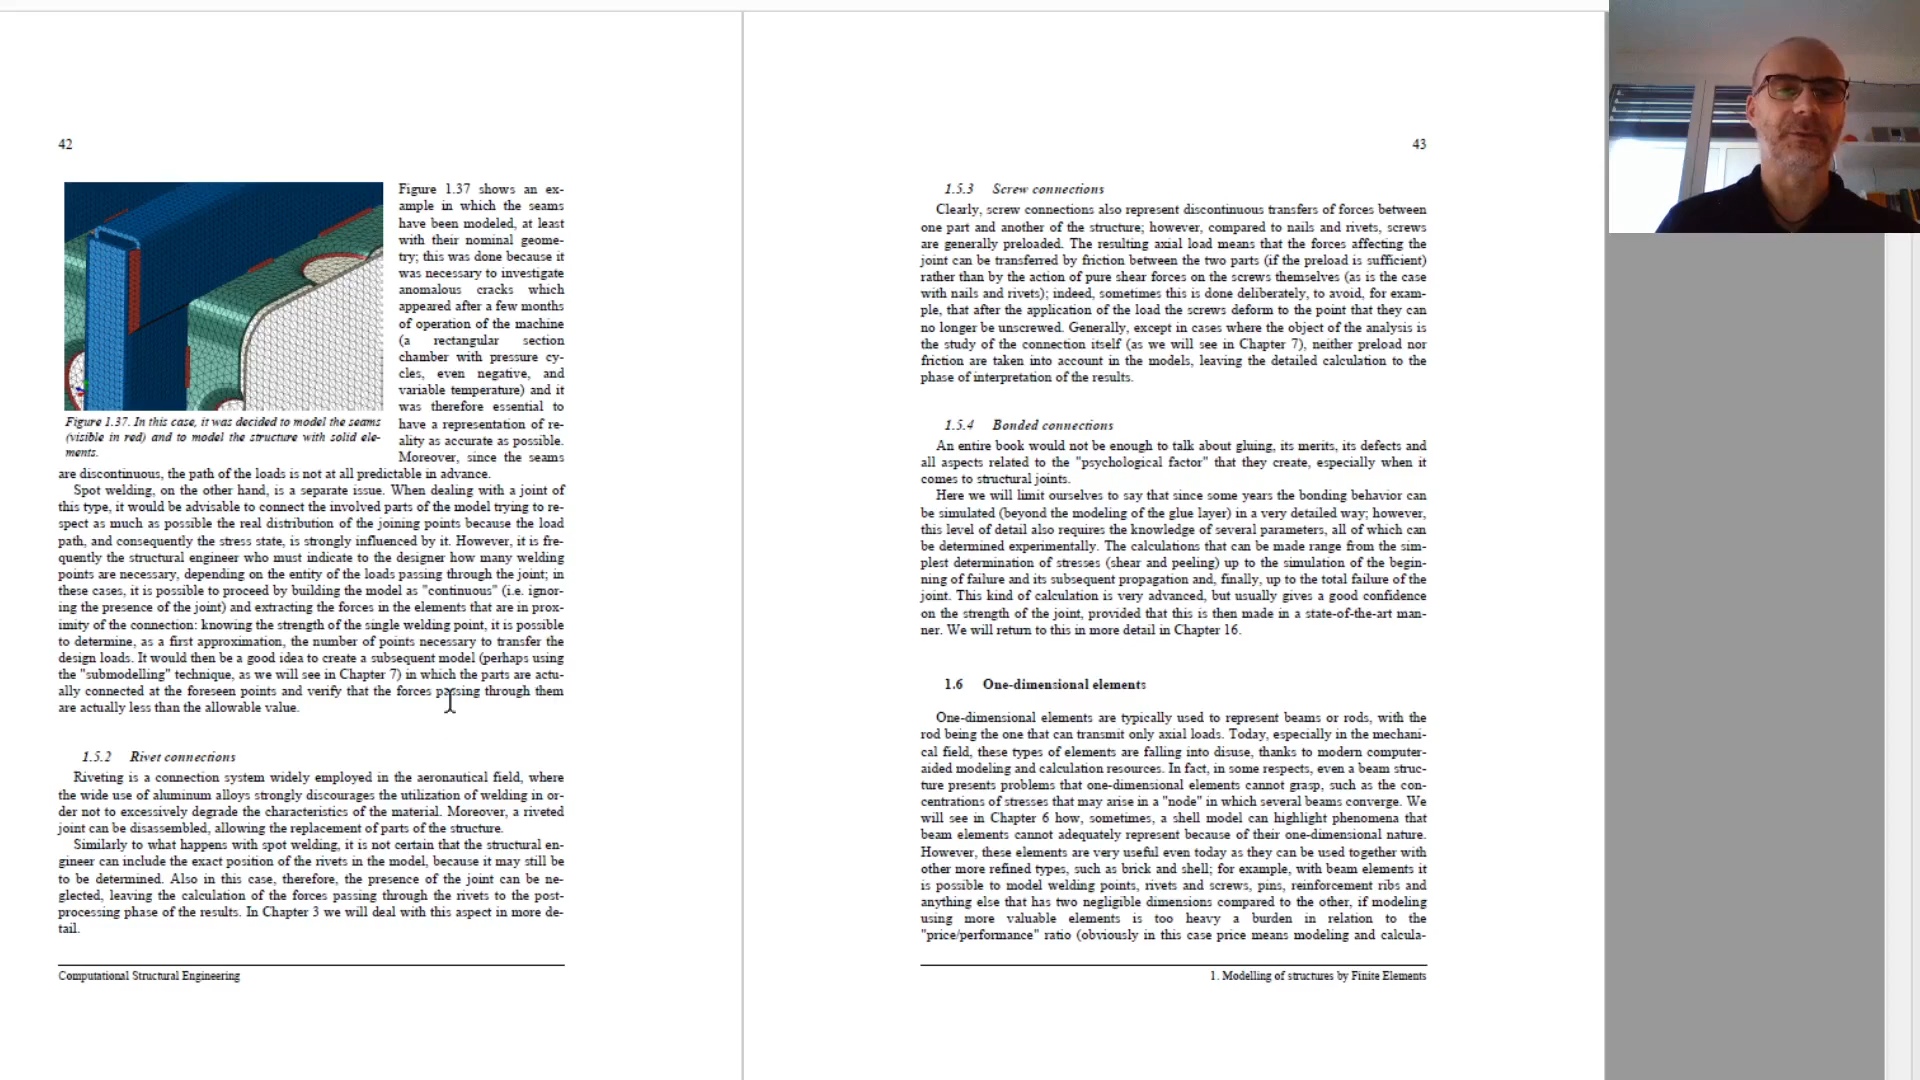 42
Figure 1.37 shows an ex-
ample in which the seams
have been modeled, at least
with their nominal geome-
try; this was done because it
was necessary to investigate
anomalous cracks which
appeared after a few months
of operation of the machine
(a rectangular section
chamber with pressure cy-
cles, even negative, and
variable temperature) and it
was therefore essential to
have a representation of re-
ality as accurate as possible.
Moreover, since the seams
Figure 1.37. In this case, it was decided to model the seams
(visible in red) and to model the structure with solid ele-
ments.
are discontinuous, the path of the loads is not at all predictable in advance.
Spot welding, on the other hand, is a separate issue. When dealing with a joint of
this type, it would be advisable to connect the involved parts of the model trying to re-
spect as much as possible the real distribution of the joining points because the load
path, and consequently the stress state, is strongly influenced by it. However, it is fre-
quently the structural engineer who must indicate to the designer how many welding
points are necessary, depending on the entity of the loads passing through the joint; in
these cases, it is possible to proceed by building the model as "continuous" (i.e. ignor-
ing the presence of the joint) and extracting the forces in the elements that are in prox-
imity of the connection: knowing the strength of the single welding point, it is possible
to determine, as a first approximation, the number of points necessary to transfer the
design loads. It would then be a good idea to create a subsequent model (perhaps using
the "submodelling" technique, as we will see in Chapter 7) in which the parts are actu-
ally connected at the foreseen points and verify that the forces passing through them
are actually less than the allowable value.
1.5.2 Rivet connections
Riveting is a connection system widely employed in the aeronautical field, where
the wide use of aluminum alloys strongly discourages the utilization of welding in or-
der not to excessively degrade the characteristics of the material. Moreover, a riveted
joint can be disassembled, allowing the replacement of parts of the structure.
Similarly to what happens with spot welding, it is not certain that the structural en-
gineer can include the exact position of the rivets in the model, because it may still be
to be determined. Also in this case, therefore, the presence of the joint can be ne-
glected, leaving the calculation of the forces passing through the rivets to the post-
processing phase of the results. In Chapter 3 we will deal with this aspect in more de-
tail.
Computational Structural Engineering
43
1.5.3 Screw connections
Clearly, screw connections also represent discontinuous transfers of forces between
one part and another of the structure; however, compared to nails and rivets, screws
are generally preloaded. The resulting axial load means that the forces affecting the
joint can be transferred by friction between the two parts (if the preload is sufficient)
rather than by the action of pure shear forces on the screws themselves (as is the case
with nails and rivets); indeed, sometimes this is done deliberately, to avoid, for exam-
ple, that after the application of the load the screws deform to the point that they can
no longer be unscrewed. Generally, except in cases where the object of the analysis is
the study of the connection itself (as we will see in Chapter 7), neither preload nor
friction are taken into account in the models, leaving the detailed calculation to the
phase of interpretation of the results.
1.5.4 Bonded connections
An entire book would not be enough to talk about gluing, its merits, its defects and
all aspects related to the "psychological factor" that they create, especially when it
comes to structural joints.
Here we will limit ourselves to say that since some years the bonding behavior can
be simulated (beyond the modeling of the glue layer) in a very detailed way; however,
this level of detail also requires the knowledge of several parameters, all of which can
be determined experimentally. The calculations that can be made range from the sim-
plest determination of stresses (shear and peeling) up to the simulation of the begin-
ning of failure and its subsequent propagation and, finally, up to the total failure of the
joint. This kind of calculation is very advanced, but usually gives a good confidence
on the strength of the joint, provided that this is then made in a state-of-the-art man-
ner. We will return to this in more detail in Chapter 16.
1.6 One-dimensional elements
One-dimensional elements are typically used to represent beams or rods, with the
rod being the one that can transmit only axial loads. Today, especially in the mechani-
cal field, these types of elements are falling into disuse, thanks to modern computer-
aided modeling and calculation resources. In fact, in some respects, even a beam struc-
ture presents problems that one-dimensional elements cannot grasp, such as the con-
centrations of stresses that may arise in a "node" in which several beams converge. We
will see in Chapter 6 how, sometimes, a shell model can highlight phenomena that
beam elements cannot adequately represent because of their one-dimensional nature.
However, these elements are very useful even today as they can be used together with
other more refined types, such as brick and shell; for example, with beam elements it
is possible to model welding points, rivets and screws, pins, reinforcement ribs and
anything else that has two negligible dimensions compared to the other, if modeling
using more valuable elements is too heavy a burden in relation to the
"price/performance" ratio (obviously in this case price means modeling and calcula-
1. Modelling of structures by Finite Elements